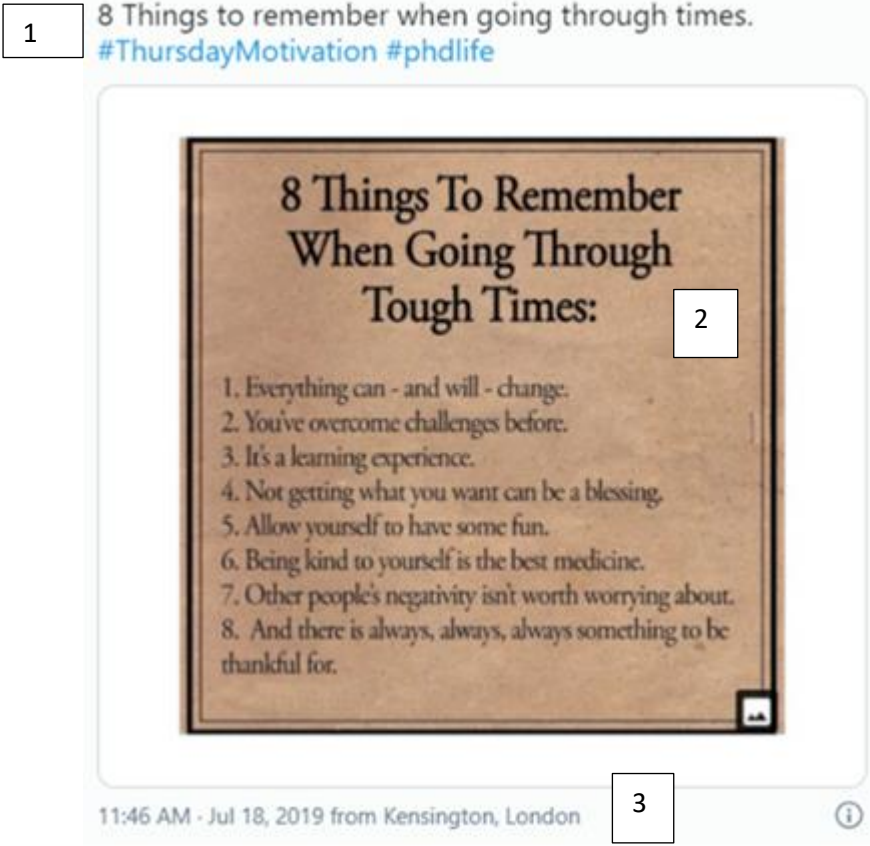 1
8 Things to remember when going through times.
#ThursdayMotivation #phdlife
8 Things To Remember
When Going Through
Tough Times:
2
1. Everything can - and will - change.
2. You've overcome challenges before.
3. It's a learning experience.
4. Not getting what you want can be a blessing.
5. Allow yourself to have some fun.
6. Being kind to yourself is the best medicine.
7. Other people's negativity isn't worth worrying about.
8. And there is always, always, always something to be
thankful for.
11:46 AM · Jul 18, 2019 from Kensington, London
3